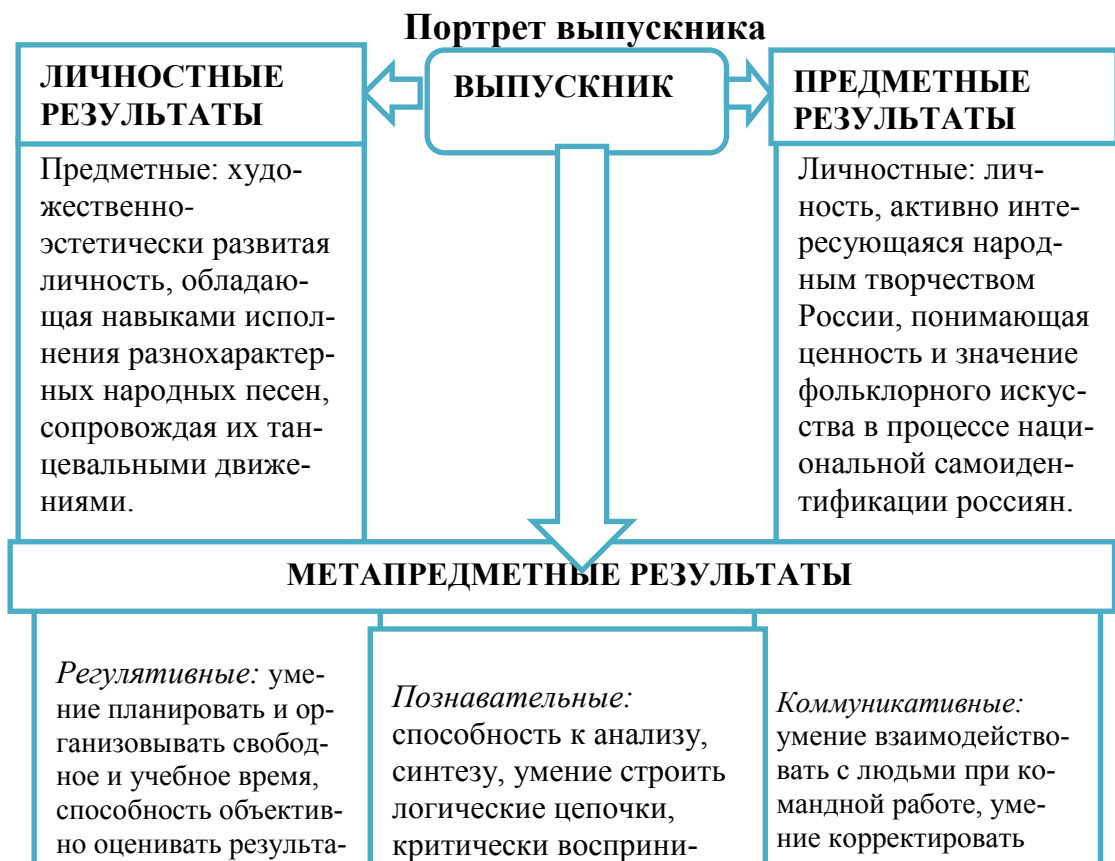 Портрет выпускника
ВЫПУСКНИК
ЛИЧНОСТНЫЕ
РЕЗУЛЬТАТЫ
Предметные: худо-
жественно-
эстетически развитая
личность, обладаю-
щая навыками испол-
нения разнохарактер-
ных народных песен,
сопровождая их тан-
цевальными движе-
ниями.
ПРЕДМЕТНЫЕ
РЕЗУЛЬТАТЫ
Личностные: лич-
ность, активно инте-
ресующаяся народ-
ным творчеством
России, понимающая
ценность и значение
фольклорного искус-
ства в процессе наци-
ональной самоиден-
тификации россиян.
МЕТАПРЕДМЕТНЫЕ РЕЗУЛЬТАТЫ
Регулятивные: уме-
ние планировать и ор-
ганизовывать свобод-
ное и учебное время,
способность объектив-
но оценивать результа-
Познавательные:
способность к анализу,
синтезу, умение строить
логические цепочки,
критически восприни-
Коммуникативные:
умение взаимодейство-
вать с людьми при ко-
мандной работе, уме-
ние корректировать